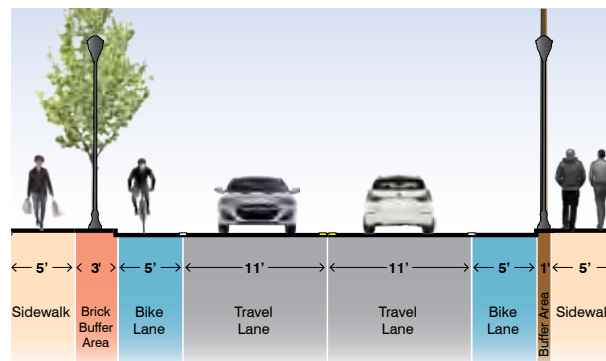 5’ 3' 5’ 11’ 11’ 5’ 1' 5’
Sidewalk
Brick
Buffer
Area
Bike
Lane
Travel
Lane
Travel
Lane
Bike
Lane
Buffer Area
Sidewalk